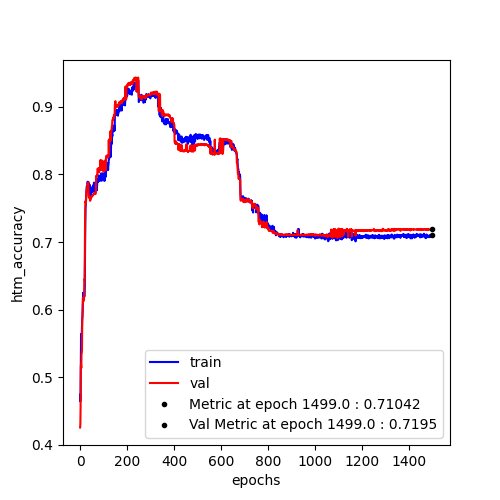 0.9
0.8
0.7
0.6
0.5
0.4
htm_accuracy
train
val
Metric at epoch 1499.0 : 0.71042
Val Metric at epoch 1499.0 : 0.7195
0 200 400 600 800 1000 1200 1400
epochs